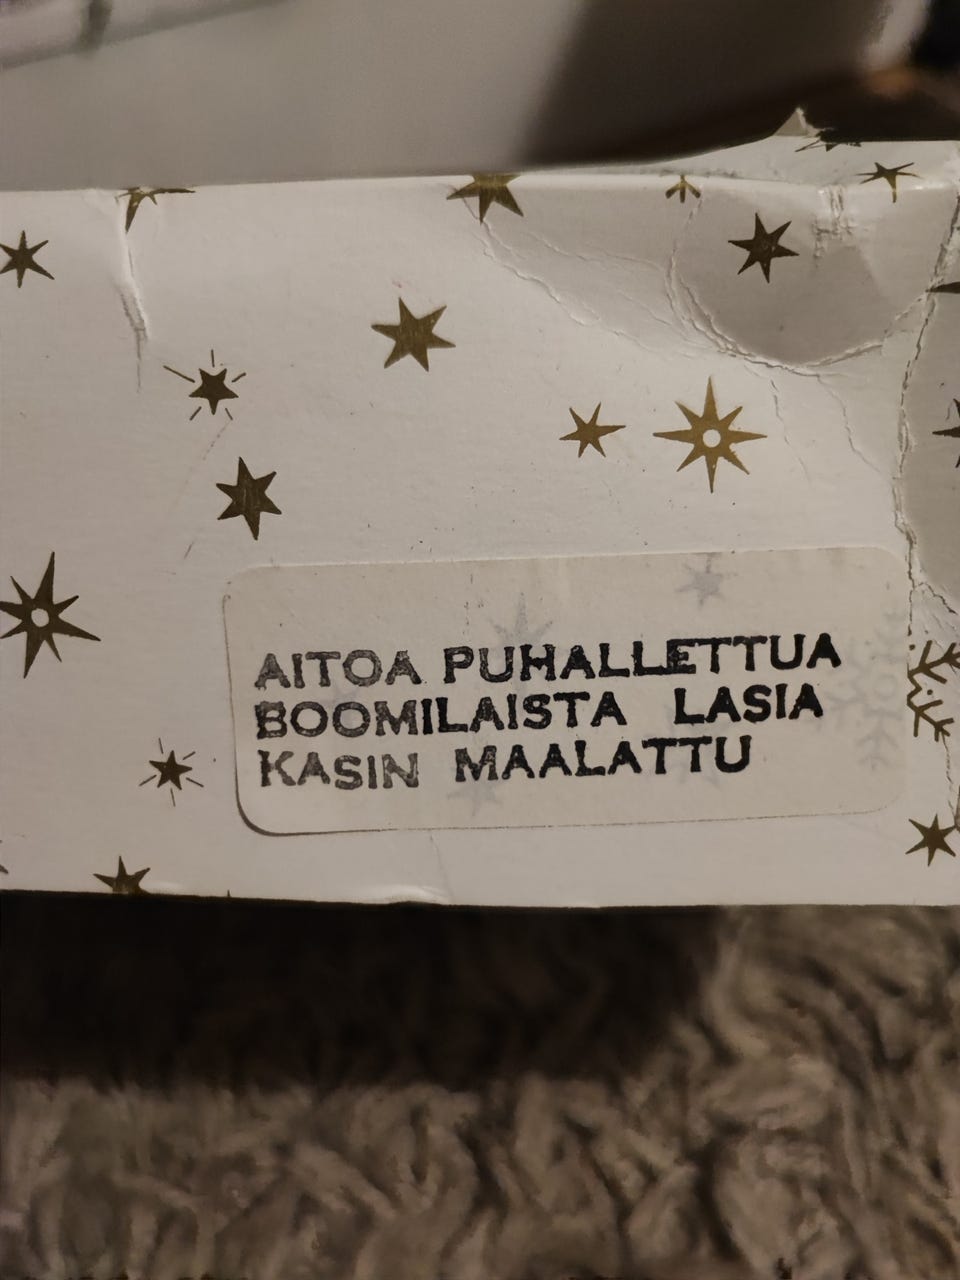 AITOA PUHALLETTUA
BOOMILAISTA LASIA
KASIN MAALATTU